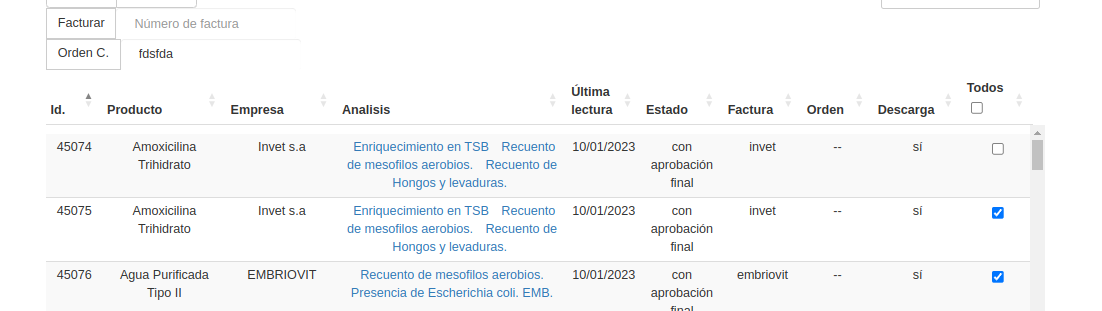 Facturar Número de factura
Orden C. fdsfda
Id. Producto Empresa Analisis Última lectura Estado Factura Orden Descarga Todos
45074 Amoxicilina Trihidrato Invet s.a Enriquecimiento en TSB Recuento de mesofilos aerobios. Recuento de Hongos y levaduras. 10/01/2023 con aprobación final invet -- sí
45075 Amoxicilina Trihidrato Invet s.a Enriquecimiento en TSB Recuento de mesofilos aerobios. Recuento de Hongos y levaduras. 10/01/2023 con aprobación final invet -- sí
45076 Agua Purificada Tipo II EMBRIOVIT Recuento de mesofilos aerobios. Presencia de Escherichia coli. EMB. 10/01/2023 con aprobación final embriovit -- sí